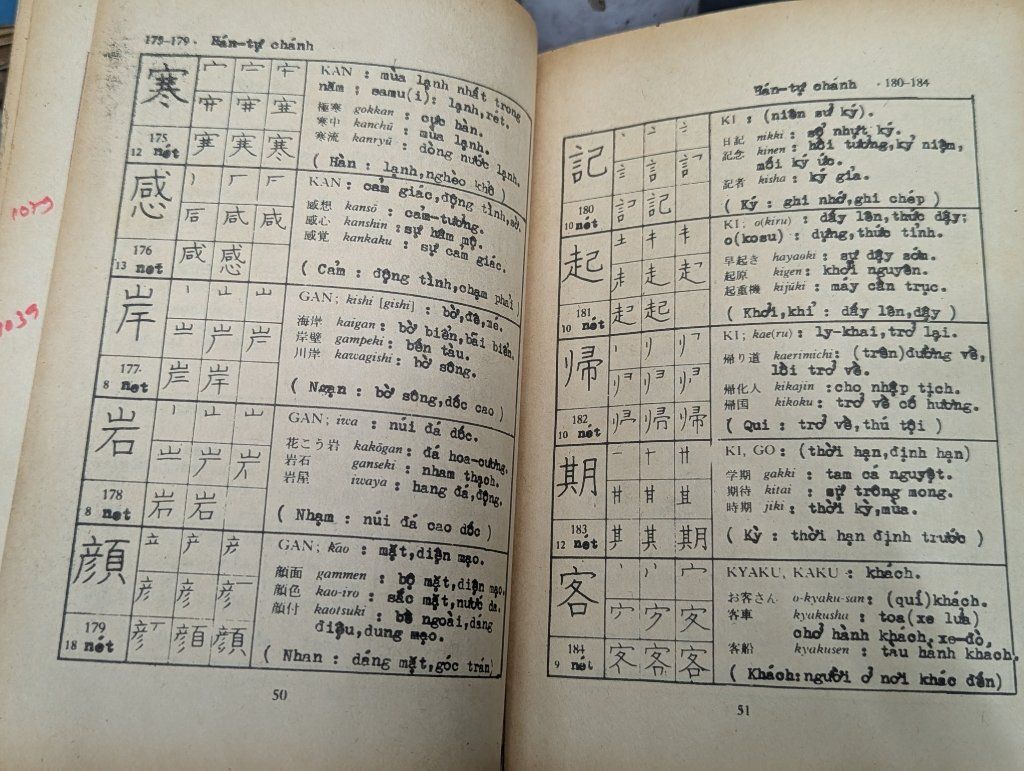 175-179 . Hán-tự chánh
寒
175
12 nét
KAN : mùa lạnh nhất trong
năm ; samu(i): lạnh,rét.
極寒 gokkan : cực hàn.
寒中 kanchū : mùa lạnh.
寒流 kanryū : dòng nước lạnh.
( Hàn : lạnh,nghèo khổ )
感
176
13 nét
KAN: cảm giác,động tình,sờ.
感想 kansō : cảm-tưởng.
感心 kanshin : sự hâm mộ.
感覚 kankaku : sự cảm giác.
( Cảm : động tình,chạm phải )
岸
177
8 nét
GAN; kishi [gishi] : bờ,đê,lé.
海岸 kaigan : bờ biển,bãi biển.
岸壁 gampeki : bến tàu.
川岸 kawagishi : bờ sông.
( Ngạn : bờ sông,dốc cao )
岩
178
8 nét
GAN; iwa : núi đá dốc.
花こう岩 kakōgan : đá hoa-cương.
岩石 ganseki : nham thạch.
岩屋 iwaya : hang đá,động.
( Nhạm : núi đá cao dốc )
顔
179
18 nét
GAN; kao : mặt,diện mạo.
顔面 gammen : bộ mặt,diện mạo.
顔色 kao-iro : sắc mặt,nước da.
顔付 kaotsuki : bề ngoài,dáng
điệu,dung mạo.
( Nhan : dáng mặt,góc trán)
50
1039
Hán-tự chánh . 180-184
記
180
10 nét
KI : (niên sử ký).
日記 nikki : sổ nhựt ký.
記念 kinen : hồi tưởng,kỷ niệm,
mối ký ức.
記者 kisha : ký gỉa.
( Ký : ghi nhớ,ghi chép )
起
181
10 nét
KI; o(kiru) : dấy lên,thức dậy;
o(kosu) : dựng,thức tỉnh.
早起き hayaoki : sự dậy sớm.
起原 kigen : khởi nguyên.
起重機 kijūki : máy cần trục.
( Khởi,khỉ : dấy lên,dậy )
帰
182
10 nét
KI; kae(ru) : ly-khai,trở lại.
帰り道 kaerimichi : (trên)đường về,
lối trở về.
帰化人 kikajin :cho nhập tịch.
帰国 kikoku : trở về cố hương.
( Qui : trở về,thú tội )
期
183
12 nét
KI, GO : (thời hạn,định hạn)
学期 gakki : tam cá nguyệt.
期待 kitai : sự trông mong.
時期 jiki : thời kỳ,mùa.
( Kỳ : thời hạn định trước )
客
184
9 nét
KYAKU, KAKU : khách.
お客さん o-kyaku-san: (quí)khách.
客車 kyakusha : toa(xe lửa)
chở hành khách,xe-đò,
客船 kyakusen : tàu hành khách.
( Khách:người ở nơi khác đến)
51